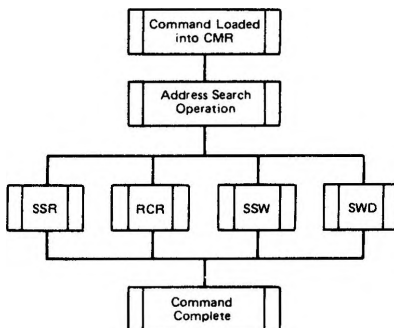 Command Loaded
into CMR
Address Search
Operation
SSR
RCR
SSW
SWD
Command
Complete